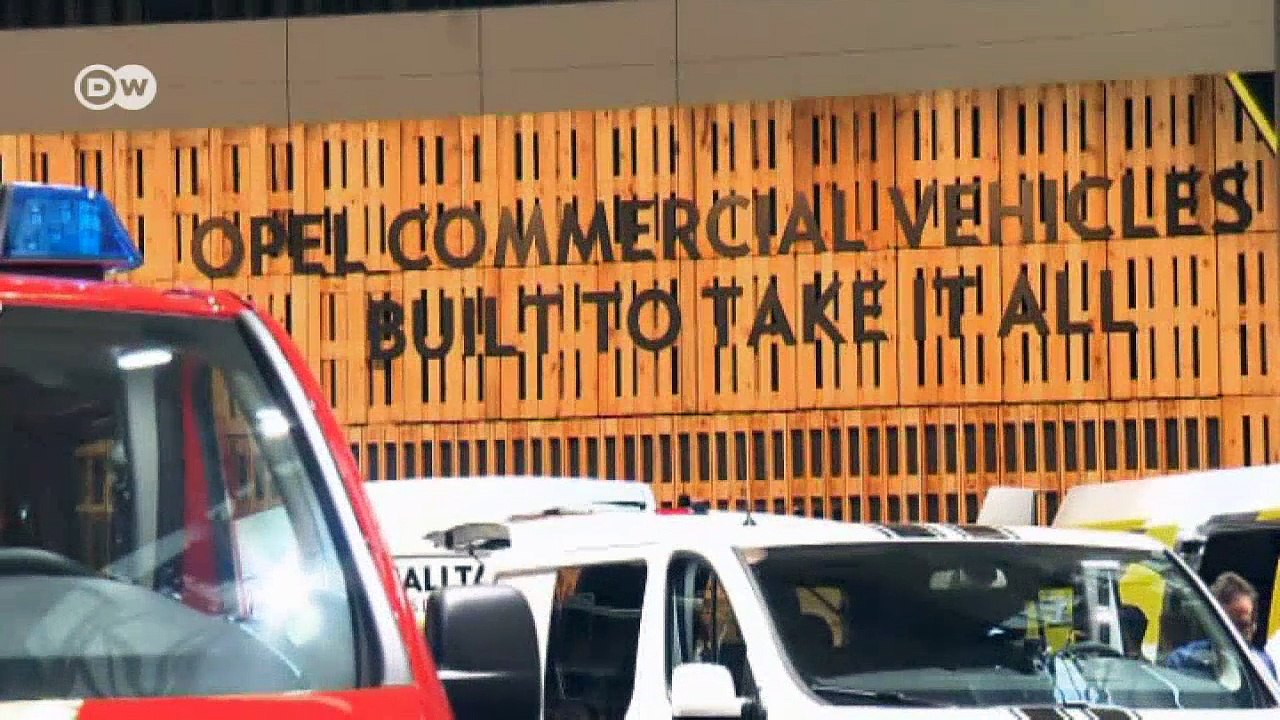 DW
OPEL COMMERCIAL VEHICLES
BUILT TO TAKE IT ALL